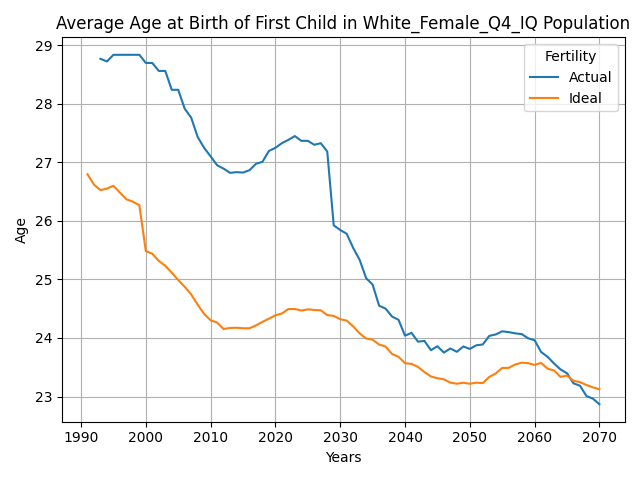 Average Age at Birth of First Child in White_Female_Q4_IQ Population
Fertility
Actual
Ideal
Age
29
28
27
26
25
24
23
1990 2000 2010 2020 2030 2040 2050 2060 2070
Years